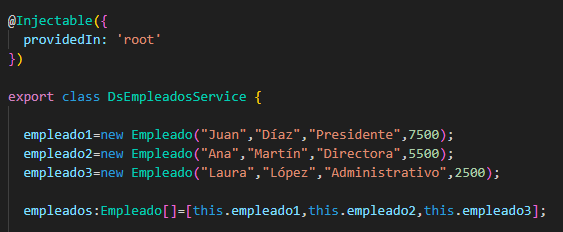 @Injectable({
  providedIn: 'root'
})
export class DsEmpleadosService {
  empleado1=new Empleado("Juan","Díaz","Presidente",7500);
  empleado2=new Empleado("Ana","Martín","Directora",5500);
  empleado3=new Empleado("Laura","López","Administrativo",2500);
  empleados:Empleado[]=[this.empleado1,this.empleado2,this.empleado3];